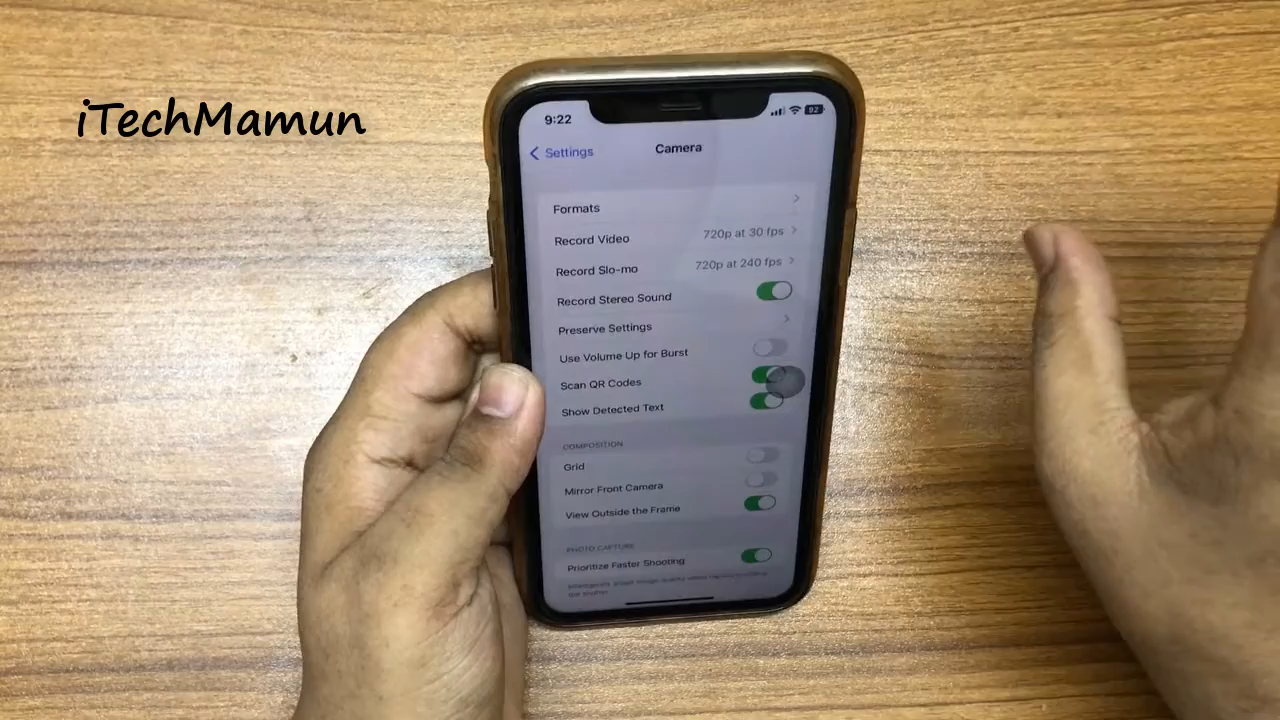 iTechMamun
9:22
92
Settings
Camera
Formats
Record Video 720p at 30 fps
Record Slo-mo 720p at 240 fps
Record Stereo Sound
Preserve Settings
Use Volume Up for Burst
Scan QR Codes
Show Detected Text
COMPOSITION
Grid
Mirror Front Camera
View Outside the Frame
PHOTO CAPTURE
Prioritize Faster Shooting